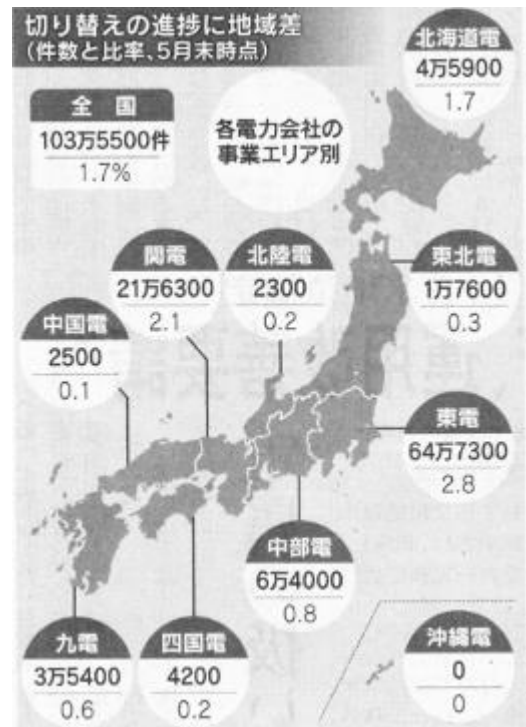 切り替えの進捗に地域差
(件数と比率、5月末時点)
全国
103万5500件
1.7%
各電力会社の
事業エリア別
北海道電
4万5900
1.7
関電
21万6300
2.1
北陸電
2300
0.2
東北電
1万7600
0.3
中国電
2500
0.1
東電
64万7300
2.8
中部電
6万4000
0.8
九電
3万5400
0.6
四国電
4200
0.2
沖縄電
0
0